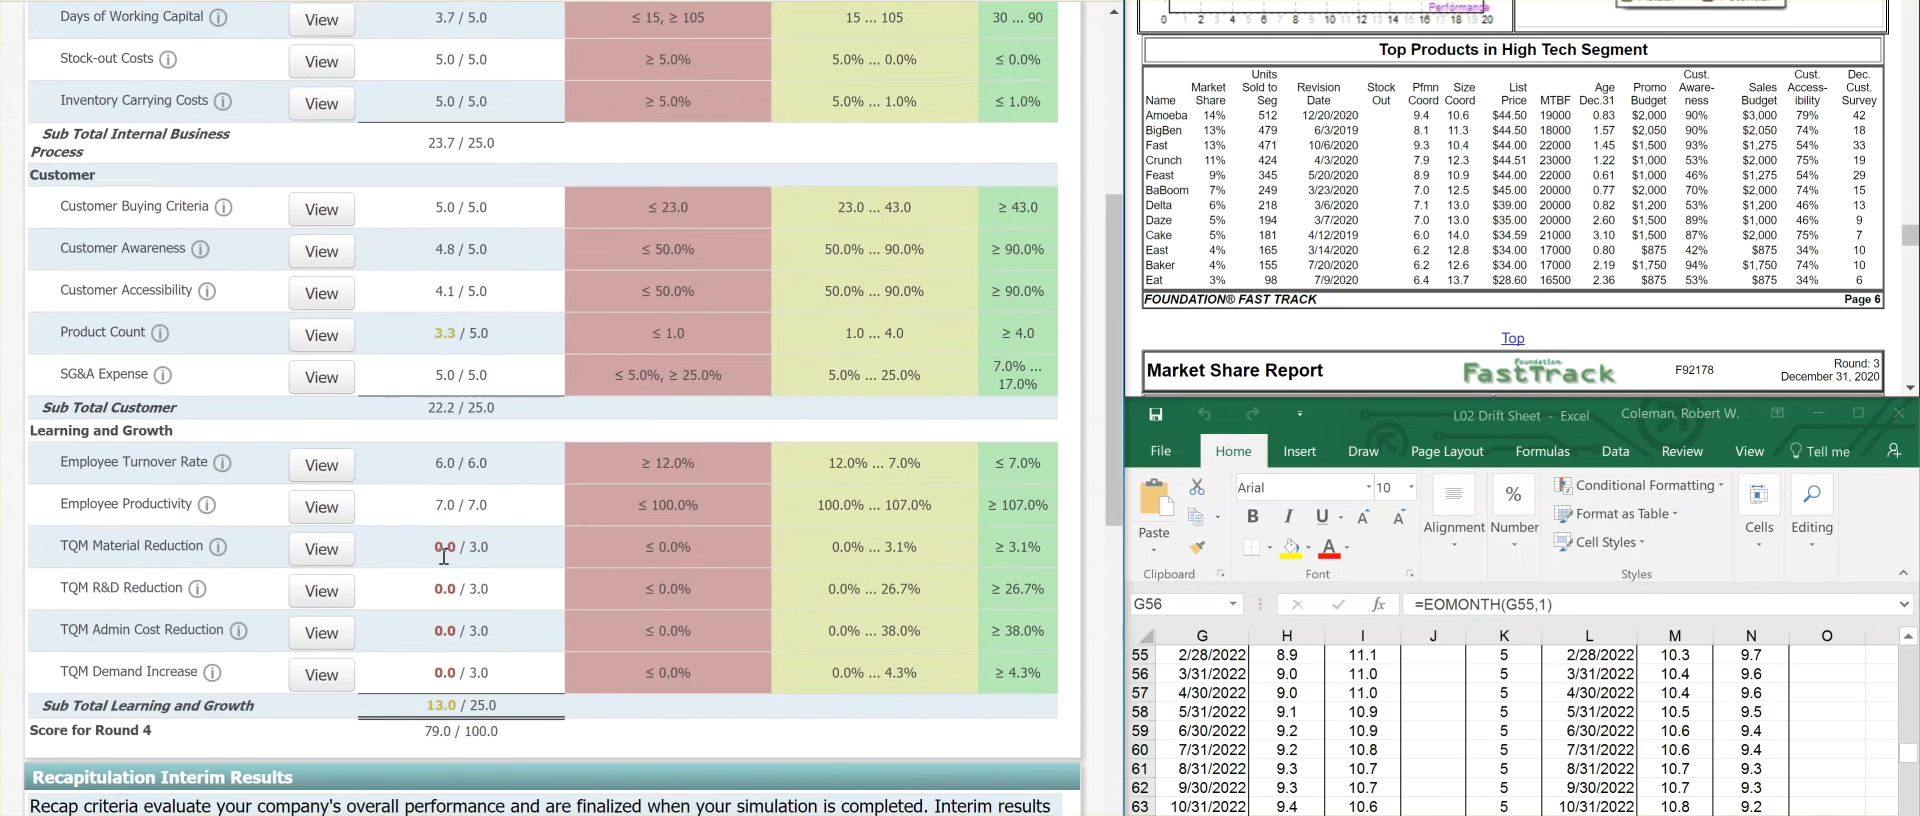 Days of Working Capital View 3.7 / 5.0 ≤ 15, ≥ 105 15 ... 105 30 ... 90
Stock-out Costs View 5.0 / 5.0 ≥ 5.0% 5.0% ... 0.0% ≤ 0.0%
Inventory Carrying Costs View 5.0 / 5.0 ≥ 5.0% 5.0% ... 1.0% ≤ 1.0%
Sub Total Internal Business
Process 23.7 / 25.0
Customer
Customer Buying Criteria View 5.0 / 5.0 ≤ 23.0 23.0 ... 43.0 ≥ 43.0
Customer Awareness View 4.8 / 5.0 ≤ 50.0% 50.0% ... 90.0% ≥ 90.0%
Customer Accessibility View 4.1 / 5.0 ≤ 50.0% 50.0% ... 90.0% ≥ 90.0%
Product Count View 3.3 / 5.0 ≤ 1.0 1.0 ... 4.0 ≥ 4.0
SG&A Expense View 5.0 / 5.0 ≤ 5.0%, ≥ 25.0% 5.0% ... 25.0% 7.0% ...
17.0%
Sub Total Customer 22.2 / 25.0
Learning and Growth
Employee Turnover Rate View 6.0 / 6.0 ≥ 12.0% 12.0% ... 7.0% ≤ 7.0%
Employee Productivity View 7.0 / 7.0 ≤ 100.0% 100.0% ... 107.0% ≥ 107.0%
TQM Material Reduction View 0.0 / 3.0 ≤ 0.0% 0.0% ... 3.1% ≥ 3.1%
TQM R&D Reduction View 0.0 / 3.0 ≤ 0.0% 0.0% ... 26.7% ≥ 26.7%
TQM Admin Cost Reduction View 0.0 / 3.0 ≤ 0.0% 0.0% ... 38.0% ≥ 38.0%
TQM Demand Increase View 0.0 / 3.0 ≤ 0.0% 0.0% ... 4.3% ≥ 4.3%
Sub Total Learning and Growth 13.0 / 25.0
Score for Round 4 79.0 / 100.0
Recapitulation Interim Results
Recap criteria evaluate your company's overall performance and are finalized when your simulation is completed. Interim results
Performance
0 1 2 3 4 5 6 7 8 9 10 11 12 13 14 15 16 17 18 19 20
Top Products in High Tech Segment
Units Cust. Cust. Dec.
Market Sold to Revision Stock Pfmn Size List Age Promo Aware- Sales Access- Cust.
Name Share Seg Date Out Coord Coord Price MTBF Dec.31 Budget ness Budget ibility Survey
Amoeba 14% 512 12/20/2020 9.4 10.6 $44.50 19000 0.83 $2,000 90% $3,000 79% 42
BigBen 13% 479 6/3/2019 8.1 11.3 $44.50 18000 1.57 $2,050 90% $2,050 74% 18
Fast 13% 471 10/6/2020 9.3 10.4 $44.00 22000 1.45 $1,500 93% $1,275 54% 33
Crunch 11% 424 4/3/2020 7.9 12.3 $44.51 23000 1.22 $1,000 53% $2,000 75% 19
Feast 9% 345 5/20/2020 8.9 10.9 $44.00 22000 0.61 $1,000 46% $1,275 54% 29
BaBoom 7% 249 3/23/2020 7.0 12.5 $45.00 20000 0.77 $2,000 70% $2,000 74% 15
Delta 6% 218 3/6/2020 7.1 13.0 $39.00 20000 0.82 $1,200 53% $1,200 46% 13
Daze 5% 194 3/7/2020 7.0 13.0 $35.00 20000 2.60 $1,500 89% $1,000 46% 9
Cake 5% 181 4/12/2019 6.0 14.0 $34.59 21000 3.10 $1,500 87% $2,000 75% 7
East 4% 165 3/14/2020 6.2 12.8 $34.00 17000 0.80 $875 42% $875 34% 10
Baker 4% 155 7/20/2020 6.2 12.6 $34.00 17000 2.19 $1,750 94% $1,750 74% 10
Eat 3% 98 7/9/2020 6.4 13.7 $28.60 16500 2.36 $875 53% $875 34% 6
FOUNDATION® FAST TRACK Page 6
Top
Market Share Report Foundation FastTrack F92178 Round: 3
December 31, 2020
L02 Drift Sheet - Excel Coleman, Robert W.
File Home Insert Draw Page Layout Formulas Data Review View Tell me
Paste Arial 10 B I U A A A Alignment % Number Conditional Formatting Format as Table Cell Styles Cells Editing
Clipboard Font Styles
G56 fx =EOMONTH(G55,1)
G H I J K L M N O
55 2/28/2022 8.9 11.1 5 2/28/2022 10.3 9.7
56 3/31/2022 9.0 11.0 5 3/31/2022 10.4 9.6
57 4/30/2022 9.0 11.0 5 4/30/2022 10.4 9.6
58 5/31/2022 9.1 10.9 5 5/31/2022 10.5 9.5
59 6/30/2022 9.2 10.9 5 6/30/2022 10.6 9.4
60 7/31/2022 9.2 10.8 5 7/31/2022 10.6 9.4
61 8/31/2022 9.3 10.7 5 8/31/2022 10.7 9.3
62 9/30/2022 9.3 10.7 5 9/30/2022 10.7 9.3
63 10/31/2022 9.4 10.6 5 10/31/2022 10.8 9.2